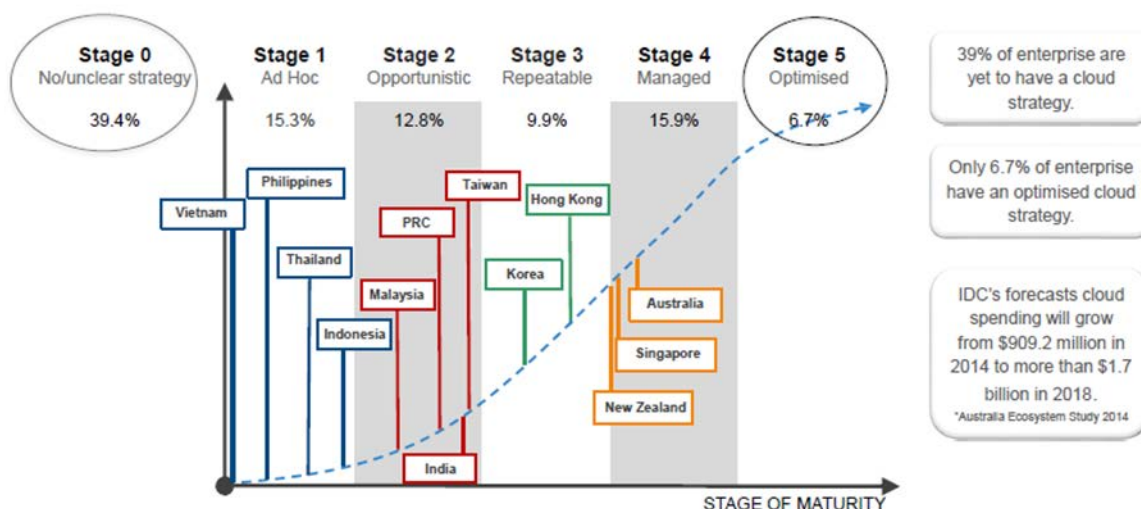 Stage 0
No/unclear strategy
39.4%
Stage 1
Ad Hoc
15.3%
Stage 2
Opportunistic
12.8%
Stage 3
Repeatable
9.9%
Stage 4
Managed
15.9%
Stage 5
Optimised
6.7%
Vietnam
Philippines
Thailand
Indonesia
Malaysia
PRC
Taiwan
India
Korea
Hong Kong
Australia
Singapore
New Zealand
STAGE OF MATURITY
39% of enterprise are
yet to have a cloud
strategy.
Only 6.7% of enterprise
have an optimised cloud
strategy.
IDC's forecasts cloud
spending will grow
from $909.2 million in
2014 to more than $1.7
billion in 2018.
*Australia Ecosystem Study 2014